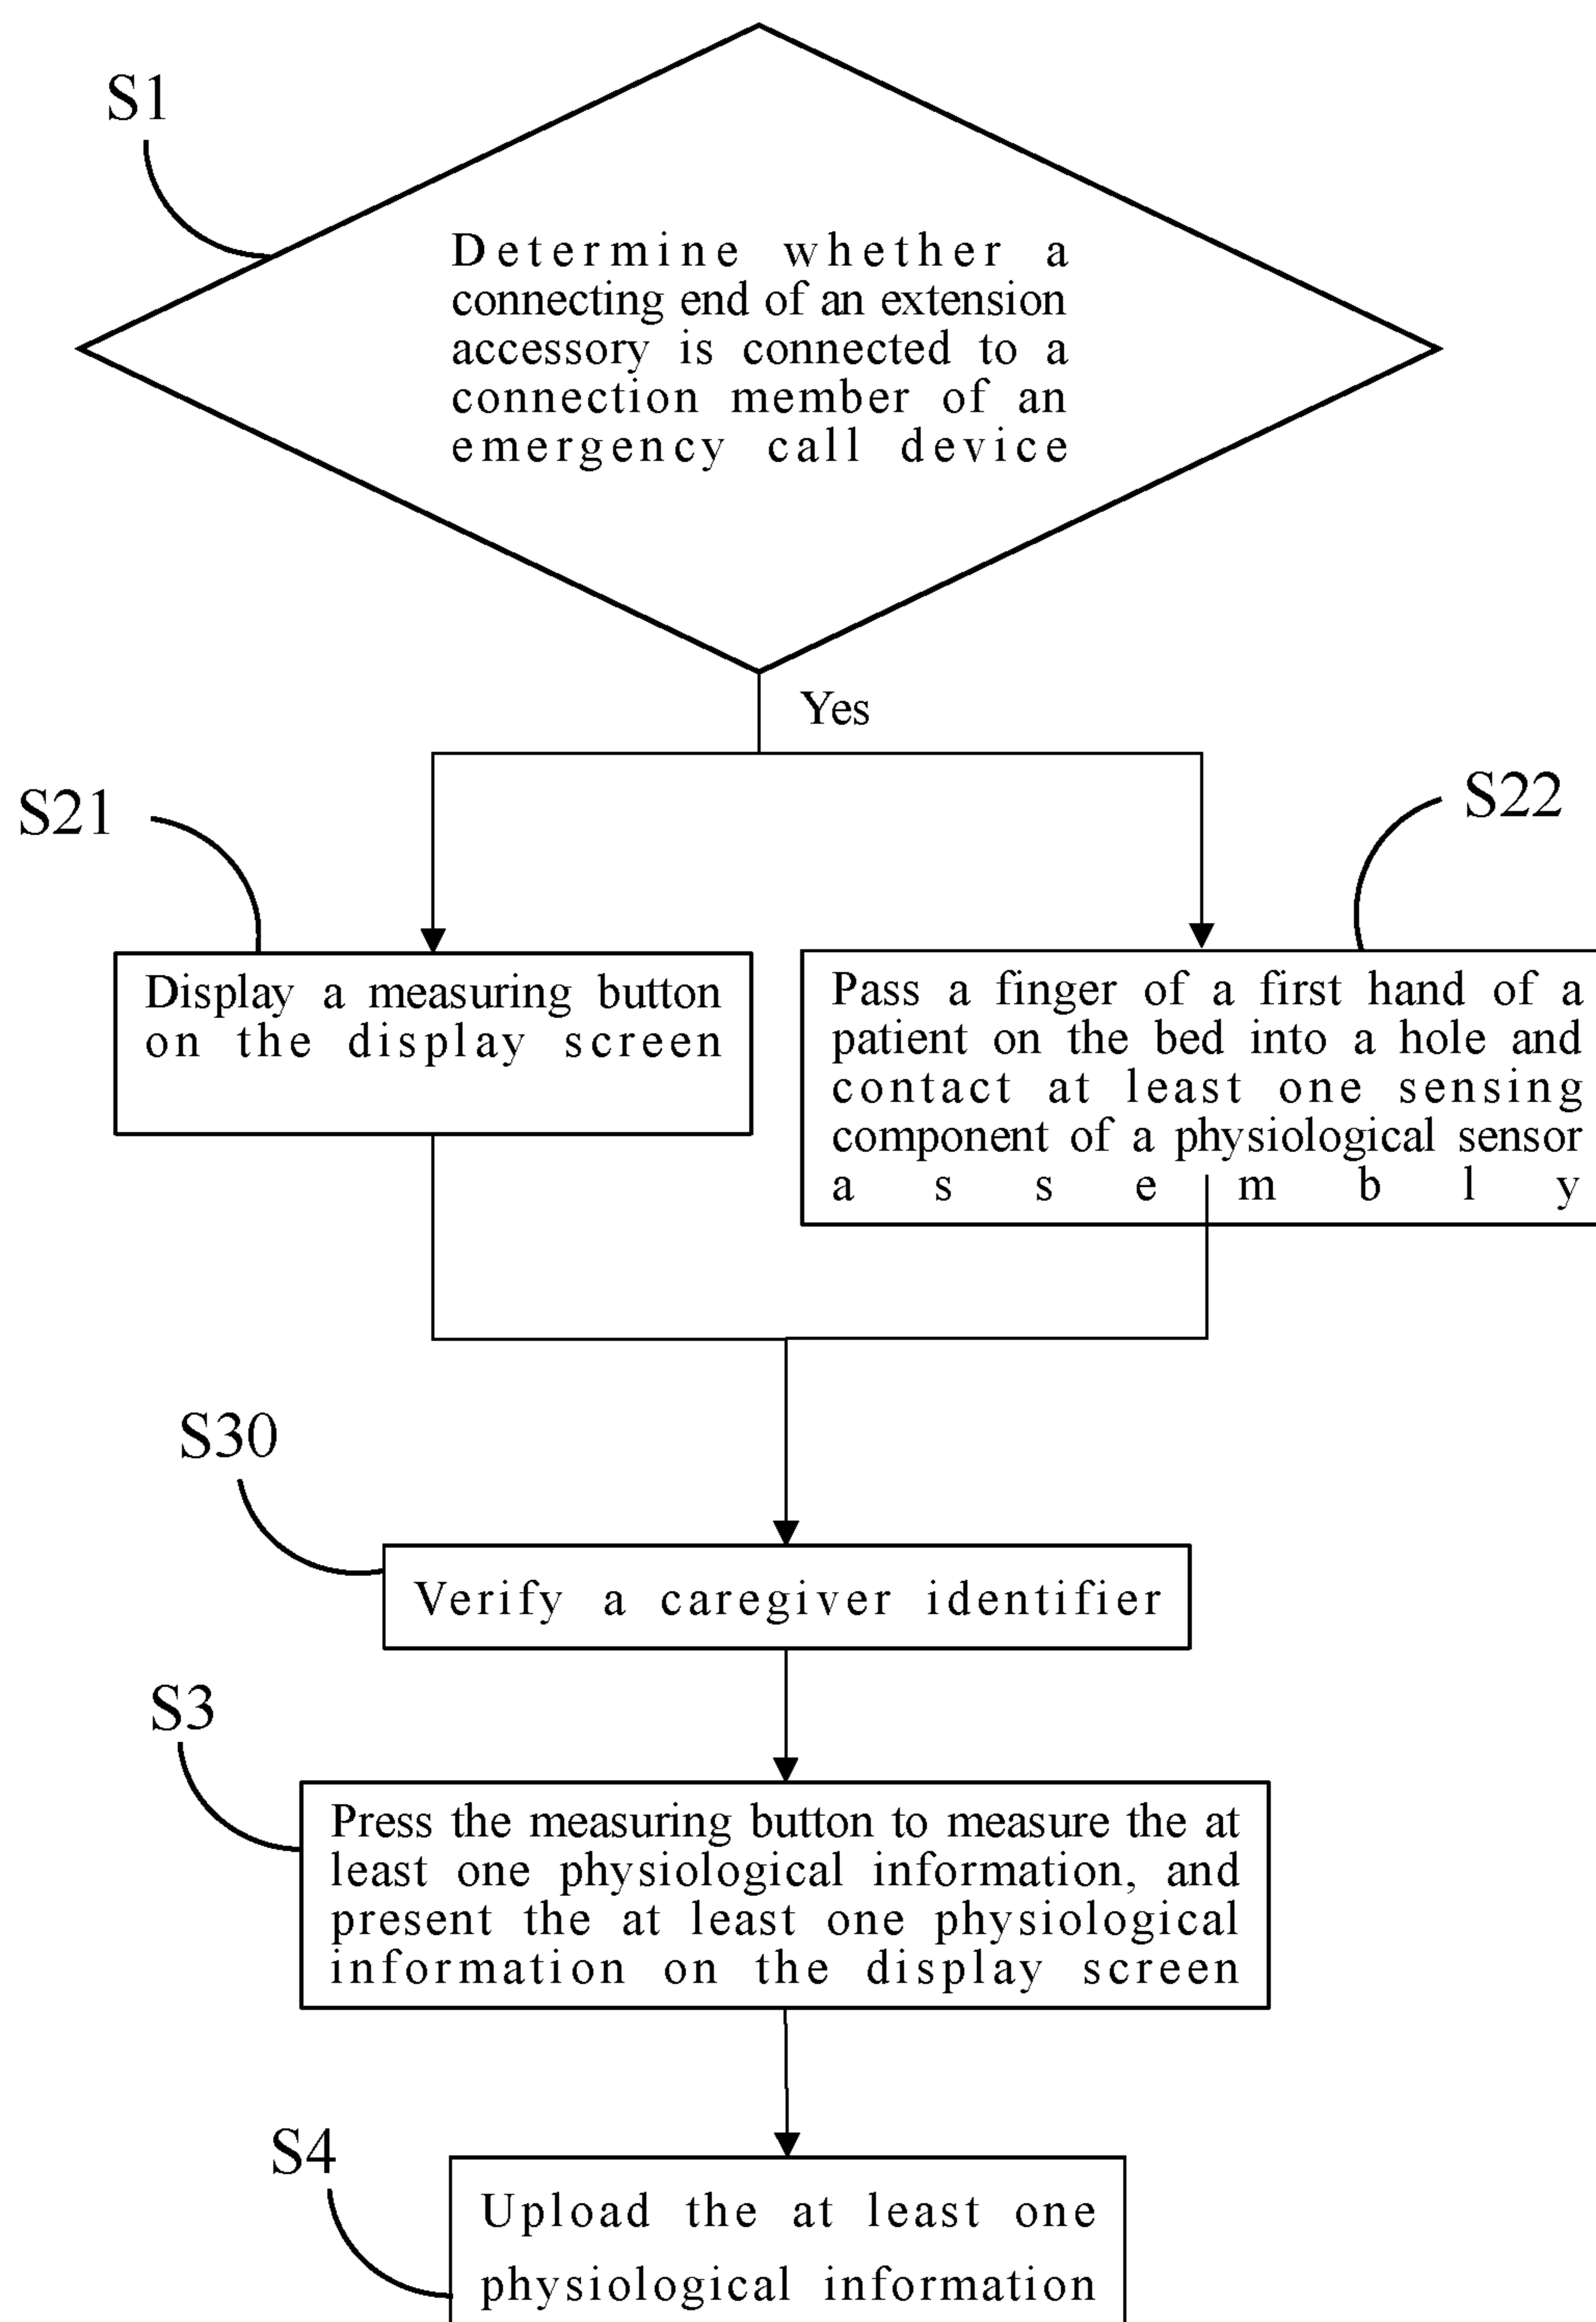 S1
Determine whether a
connecting end of an extension
accessory is connected to a
connection member of an
emergency call device
Yes
S21
Display a measuring button
on the display screen
S22
Pass a finger of a first hand of a
patient on the bed into a hole and
contact at least one sensing
component of a physiological sensor
assembly
S30
Verify a caregiver identifier
S3
Press the measuring button to measure the at
least one physiological information, and
present the at least one physiological
information on the display screen
S4
Upload the at least one
physiological information